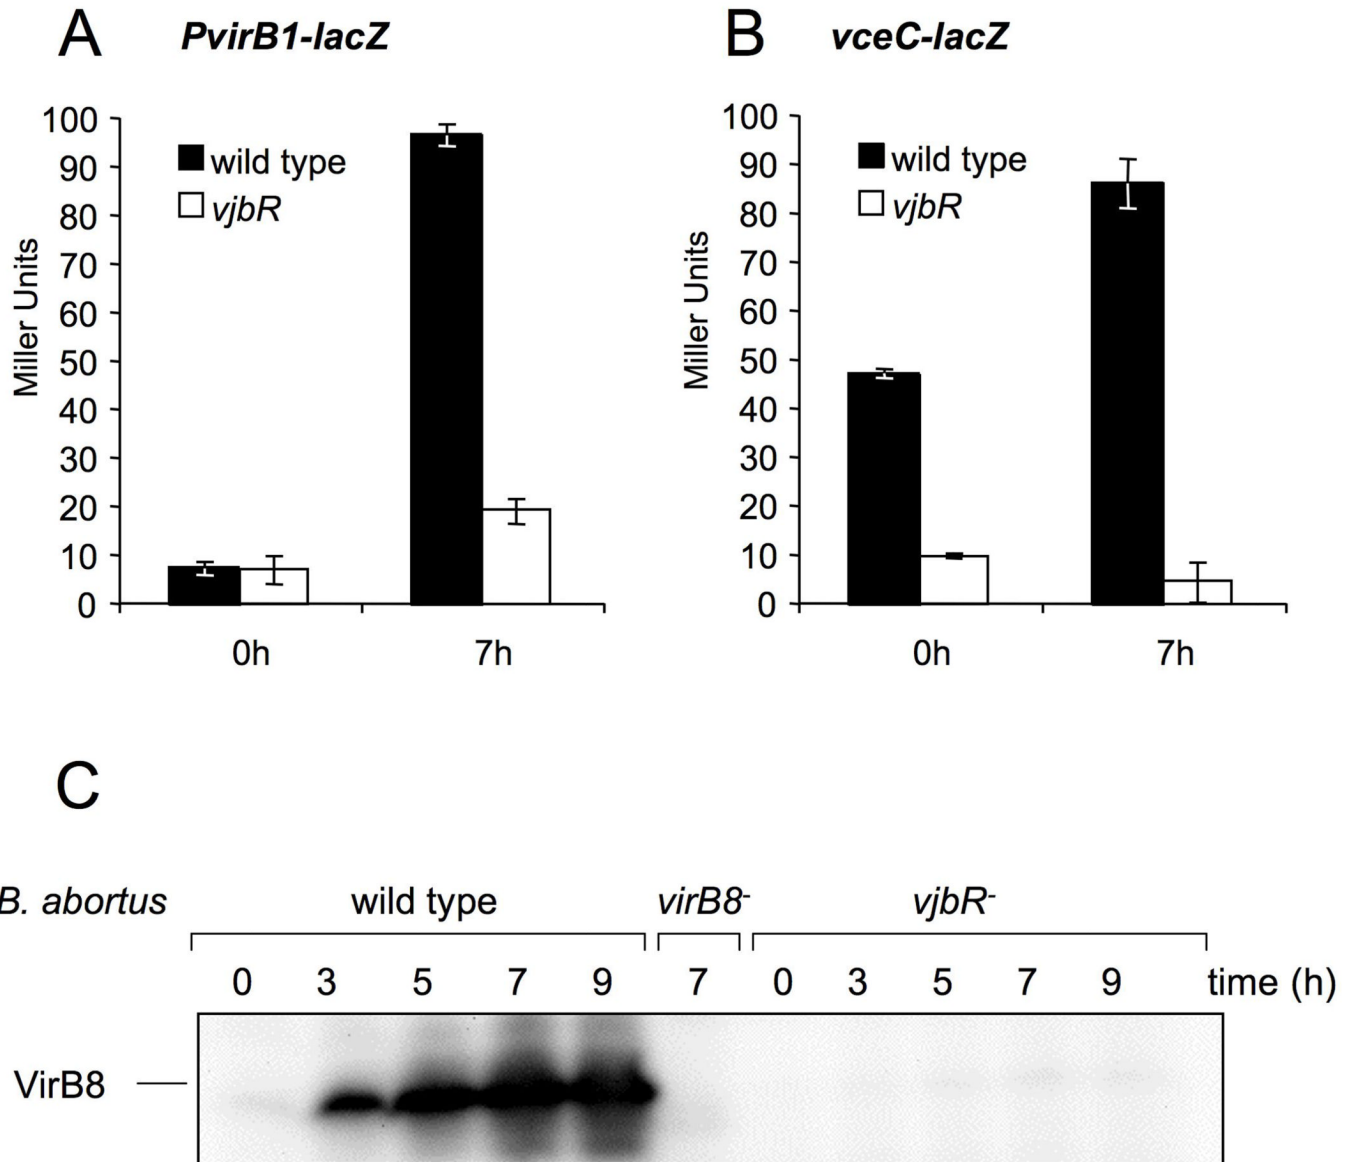 A PvirB1-lacZ
100
90
80
70
60
50
40
30
20
10
0
Miller Units
wild type
vjbR
0h 7h
B vceC-lacZ
100
90
80
70
60
50
40
30
20
10
0
Miller Units
wild type
vjbR
0h 7h
C
B. abortus wild type virB8- vjbR-
0 3 5 7 9 7 0 3 5 7 9 time (h)
VirB8